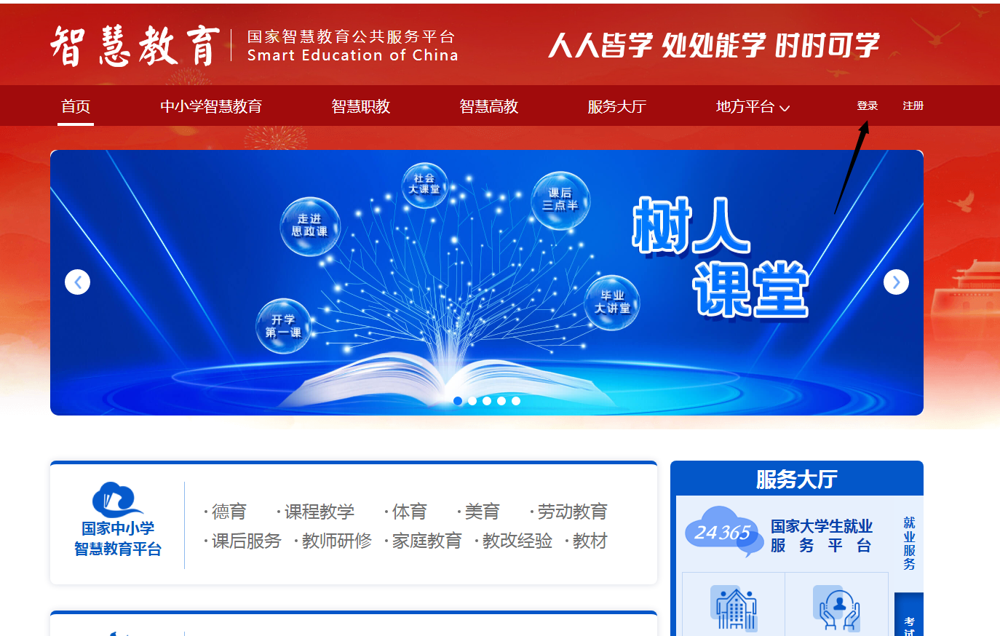 智慧教育
国家智慧教育公共服务平台
Smart Education of China
人人皆学 处处能学 时时可学
首页 中小学智慧教育 智慧职教 智慧高教 服务大厅 地方平台 登录 注册
社会
大课堂
课后
三点半
走进
思政课
树人
课堂
毕业
大讲堂
开学
第一课
国家中小学
智慧教育平台
·德育 ·课程教学 ·体育 ·美育 ·劳动教育
·课后服务 ·教师研修 ·家庭教育 ·教改经验 ·教材
服务大厅
24365
国家大学生就业
服务平台
就业服务
考试